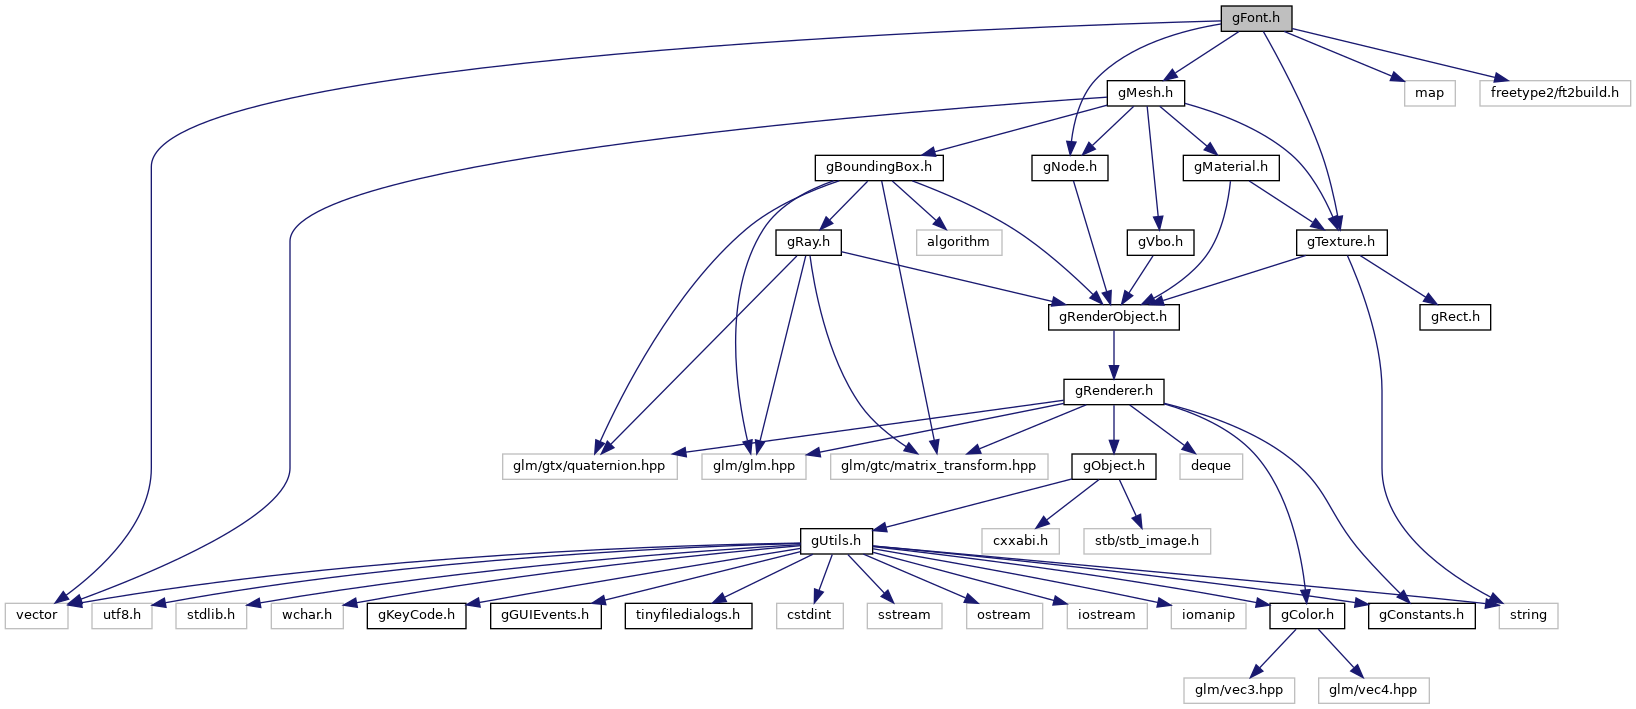 gFont.h
gMesh.h
map
freetype2/ft2build.h
gBoundingBox.h
gNode.h
gMaterial.h
gRay.h
algorithm
gVbo.h
gTexture.h
gRenderObject.h
gRect.h
gRenderer.h
glm/gtx/quaternion.hpp
glm/glm.hpp
glm/gtc/matrix_transform.hpp
gObject.h
deque
gUtils.h
cxxabi.h
stb/stb_image.h
vector
utf8.h
stdlib.h
wchar.h
gKeyCode.h
gGUIEvents.h
tinyfiledialogs.h
cstdint
sstream
ostream
iostream
iomanip
gColor.h
gConstants.h
string
glm/vec3.hpp
glm/vec4.hpp